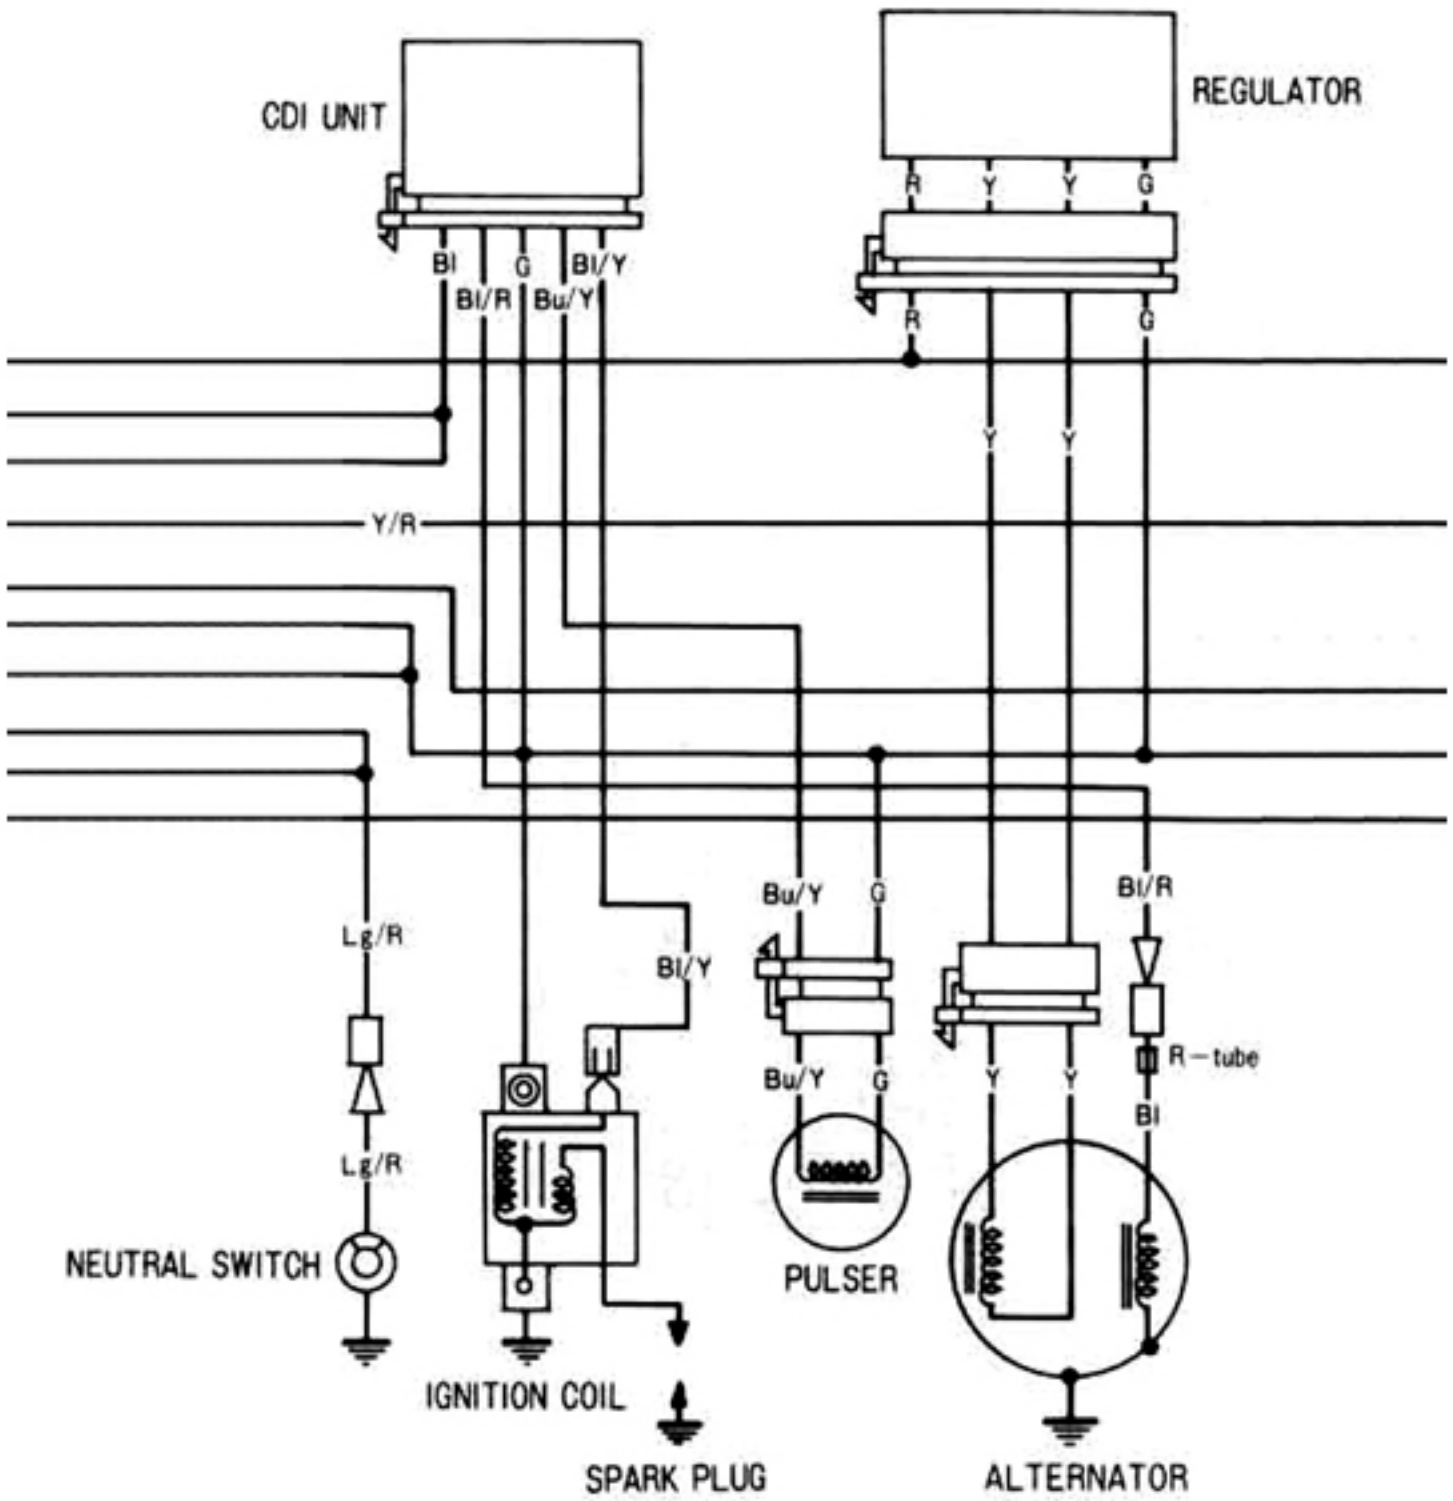 REGULATOR
CDI UNIT
R Y Y G
Bl G Bl/Y
Bl/R Bu/Y
R G
Y Y
Y/R
Bu/Y G Bl/R
Lg/R
Bl/Y
R-tube
Bu/Y G Y Y
Bl
Lg/R
NEUTRAL SWITCH
PULSER
IGNITION COIL
SPARK PLUG
ALTERNATOR